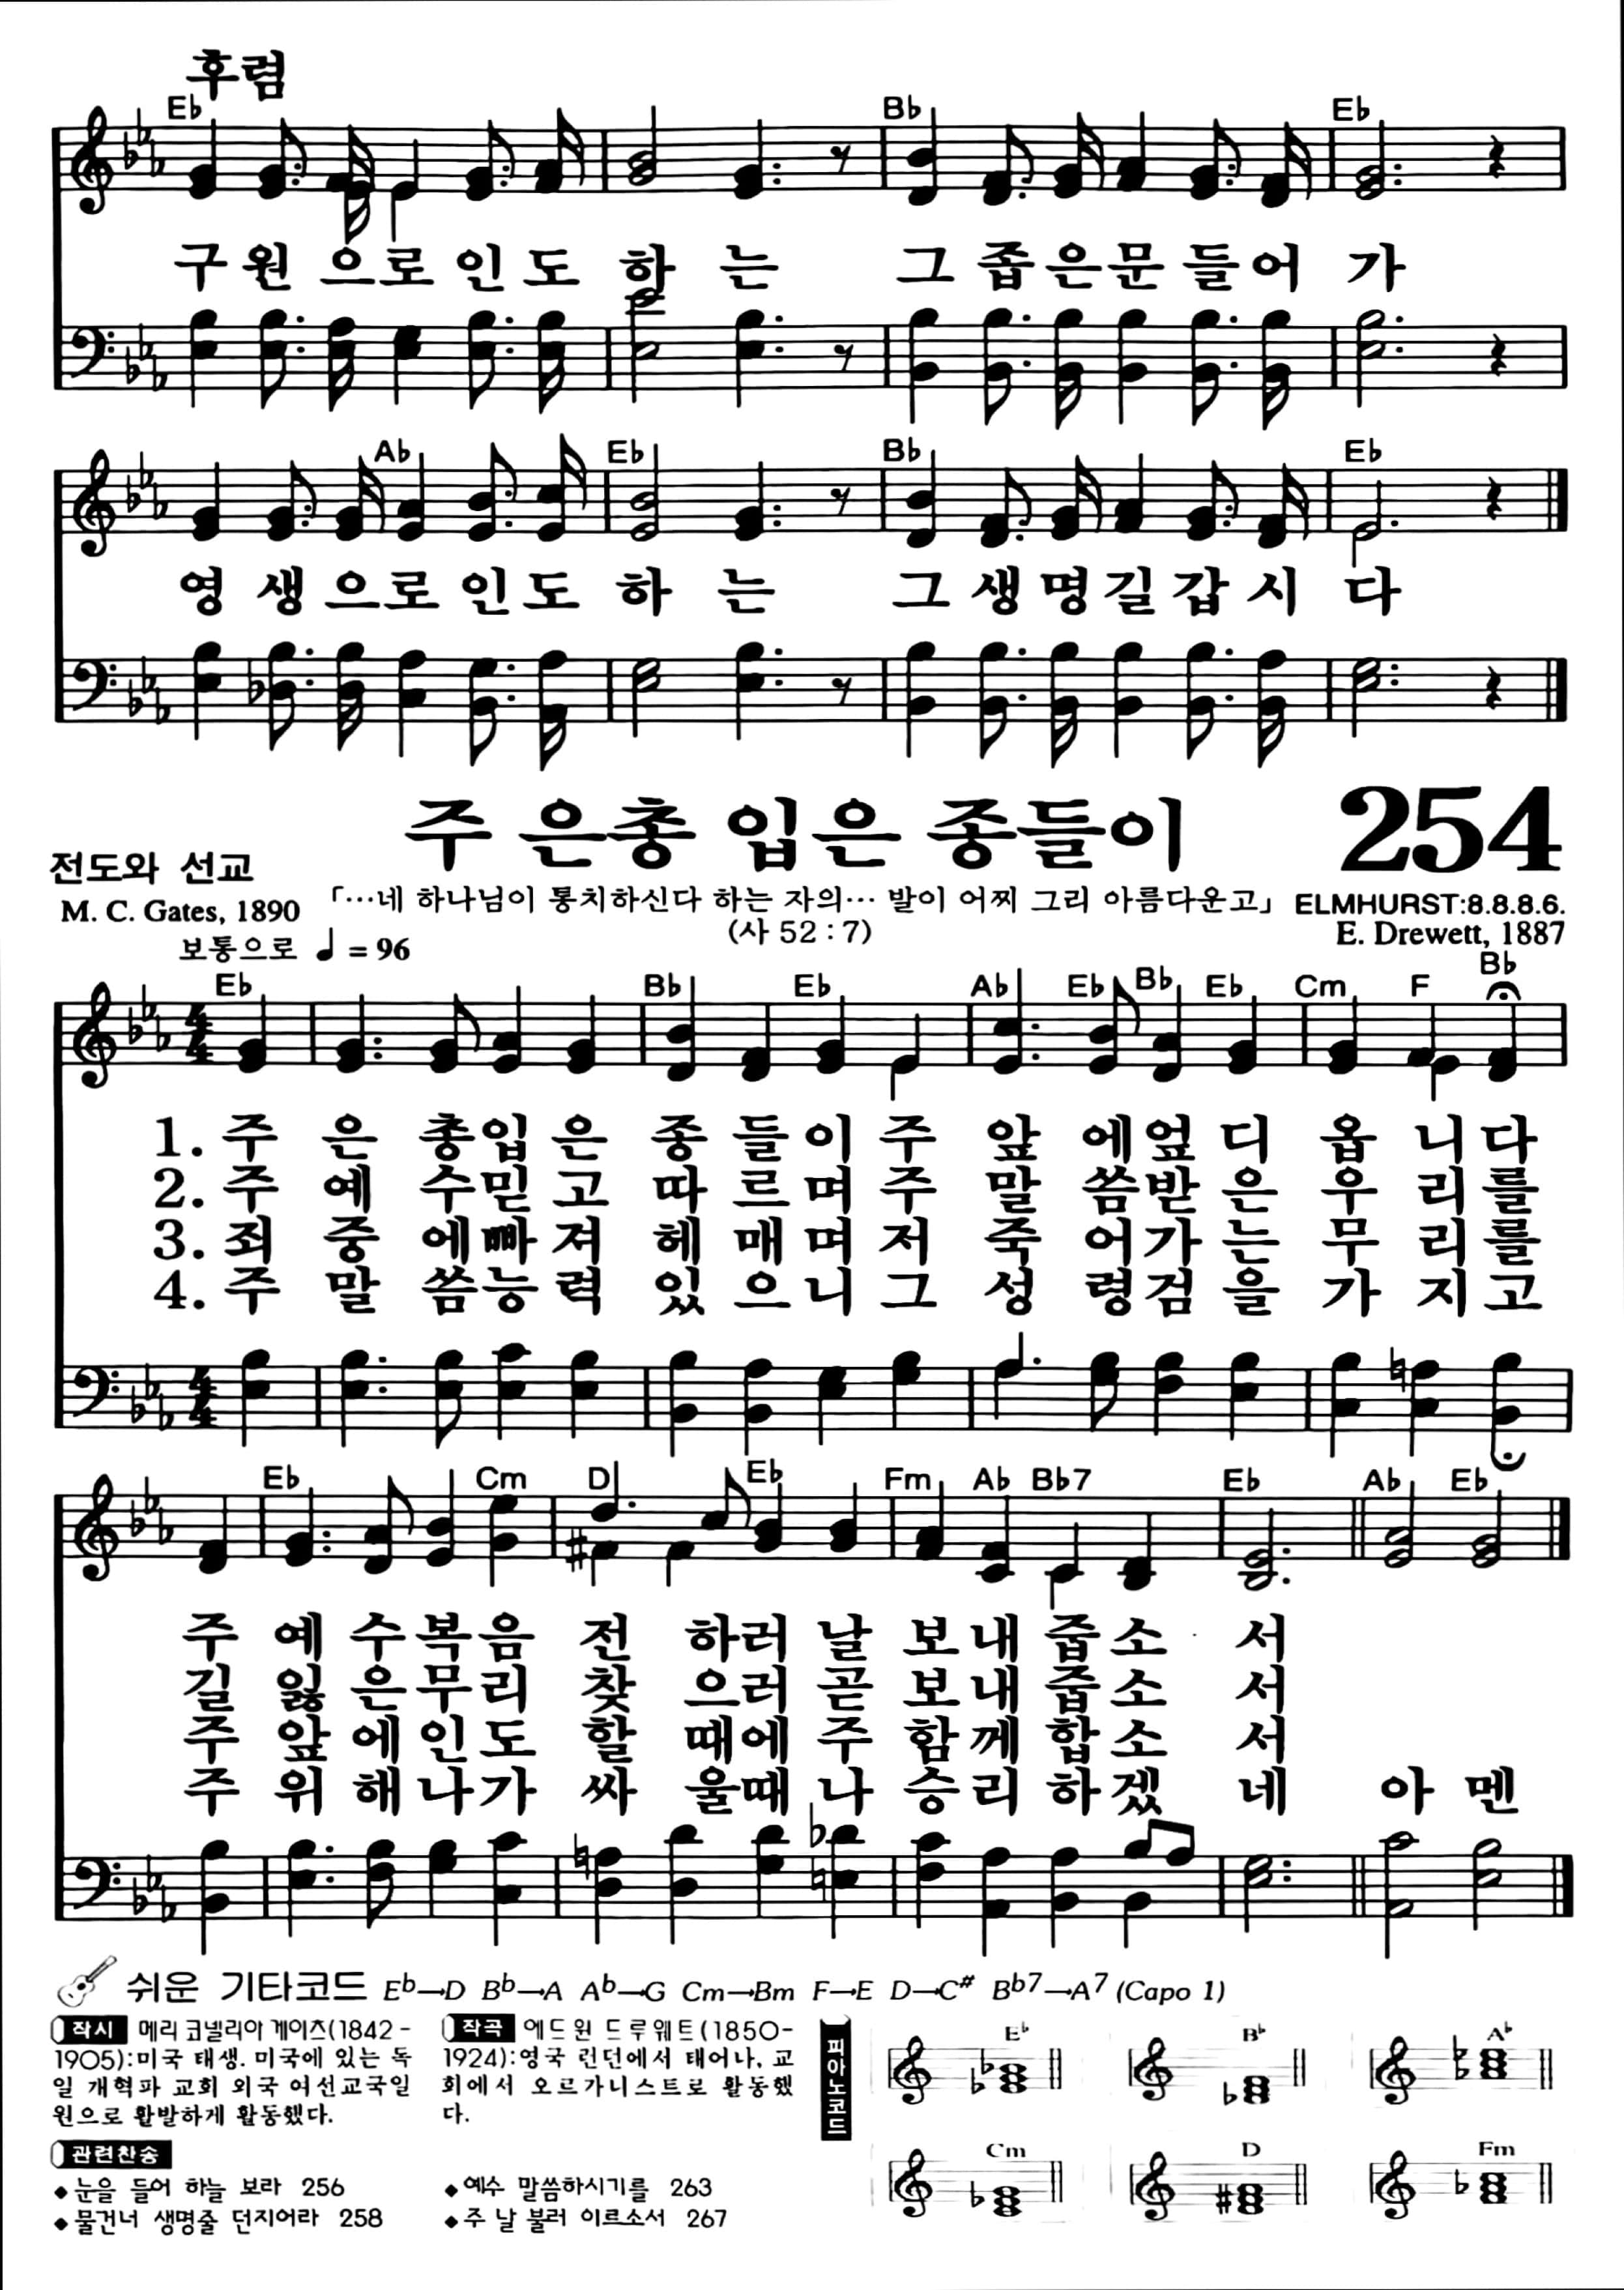 후렴
Eb Bb Eb
구원으로인도하는 그좁은문들어가
Ab Eb Bb Eb
영생으로인도하는 그생명길갑시다
주 은총 입은 종들이 254
전도와 선교
M. C. Gates, 1890 「…네 하나님이 통치하신다 하는 자의… 발이 어찌 그리 아름다운고」 ELMHURST:8.8.8.6.
(사 52 : 7) E. Drewett, 1887
보통으로 ♩ = 96
Eb Bb Eb Ab Eb Bb Eb Cm F Bb
1. 주 은 총입은 종들이주 앞에엎디 옵니다
2. 주 예 수믿고 따르며주 말씀받은 우리를
3. 죄 중 에빠져 헤매며저 죽어가는 무리를
4. 주 말 씀능력 있으니그 성령검을 가지고
Eb Cm D Eb Fm Ab Bb7 Eb Ab Eb
주 예수복음 전 하러날 보내줍소서
길 잃은무리 찾 으러곧 보내줍소서
주 앞에인도 할 때에주 함께합소서
주 위해나가 싸 울때나 승리하겠네 아멘
쉬운 기타코드 Eb→D Bb→A Ab→G Cm→Bm F→E D→C# Bb7→A7 (Capo 1)
작시 메리 코넬리아 게이츠(1842-
1905):미국 태생. 미국에 있는 독
일 개혁파 교회 외국 여선교국일
원으로 활발하게 활동했다.
작곡 에드윈 드루웨트(1850-
1924):영국 런던에서 태어나, 교
회에서 오르가니스트로 활동했
다.
관련찬송
◆눈을 들어 하늘 보라 256
◆물건너 생명줄 던지어라 258
◆예수 말씀하시기를 263
◆주 날 불러 이르소서 267
피아노코드
Eb Bb Ab
Cm D Fm